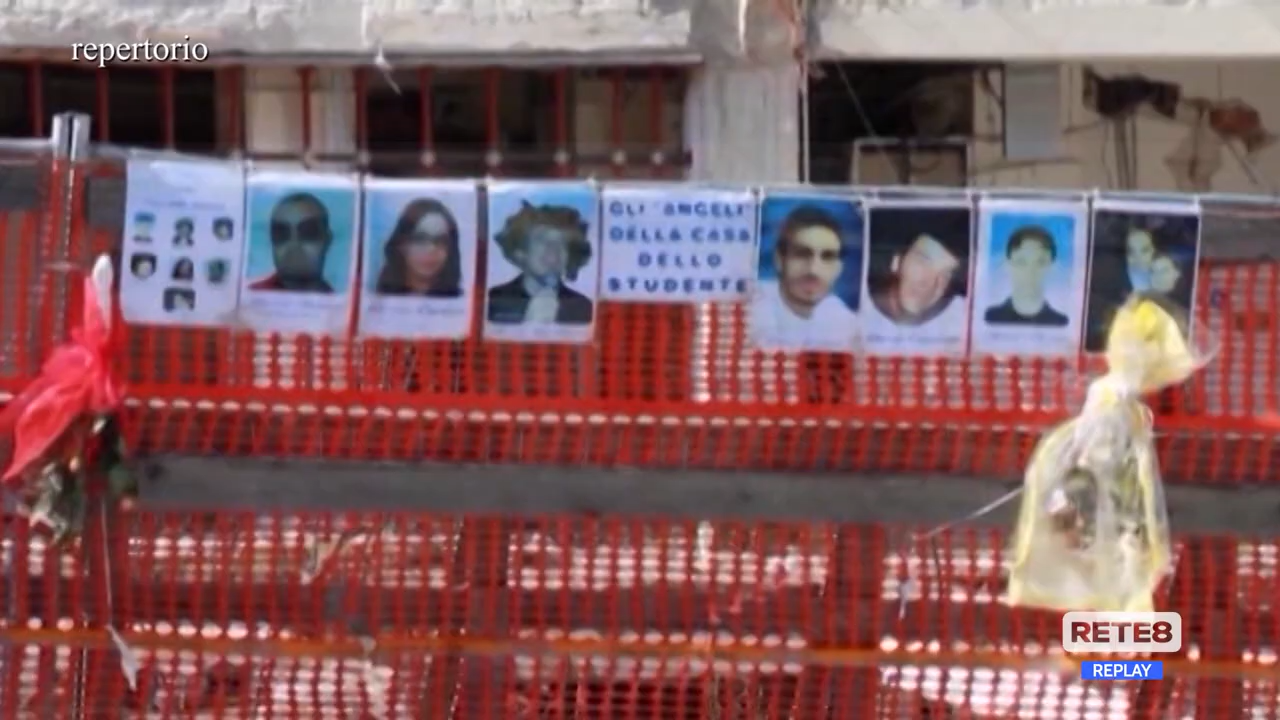 repertorio
GLI "ANGELI"
DELLA CASA
DELLO
STUDENTE
RETE8
REPLAY